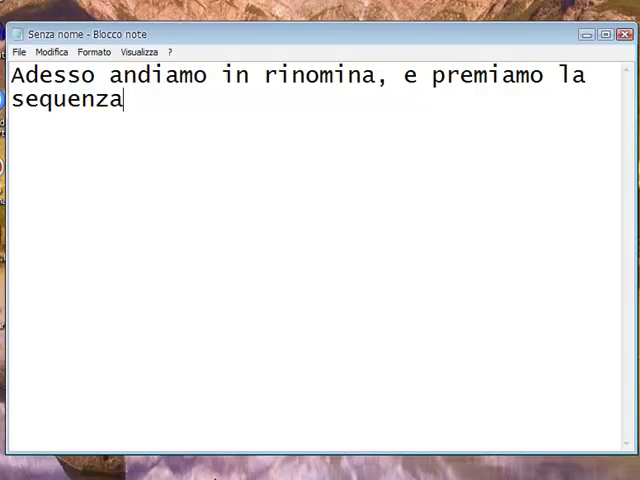 Senza nome - Blocco note
File Modifica Formato Visualizza ?
Adesso andiamo in rinomina, e premiamo la
sequenza